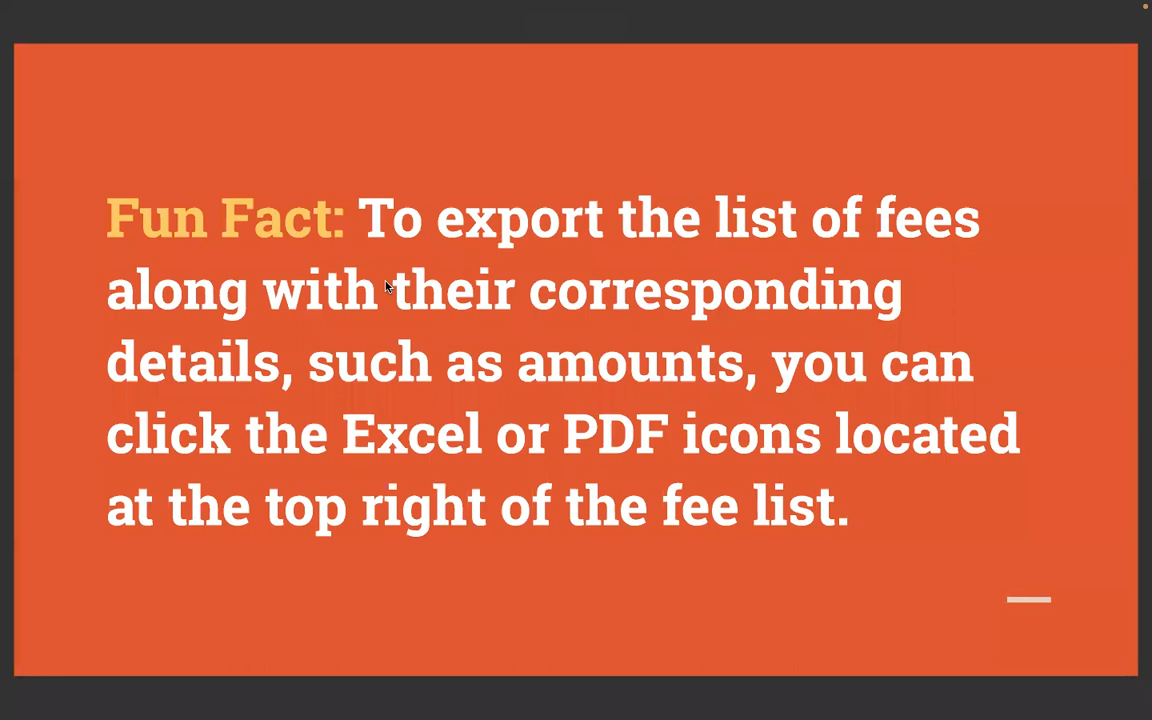 Fun Fact: To export the list of fees
along with their corresponding
details, such as amounts, you can
click the Excel or PDF icons located
at the top right of the fee list.